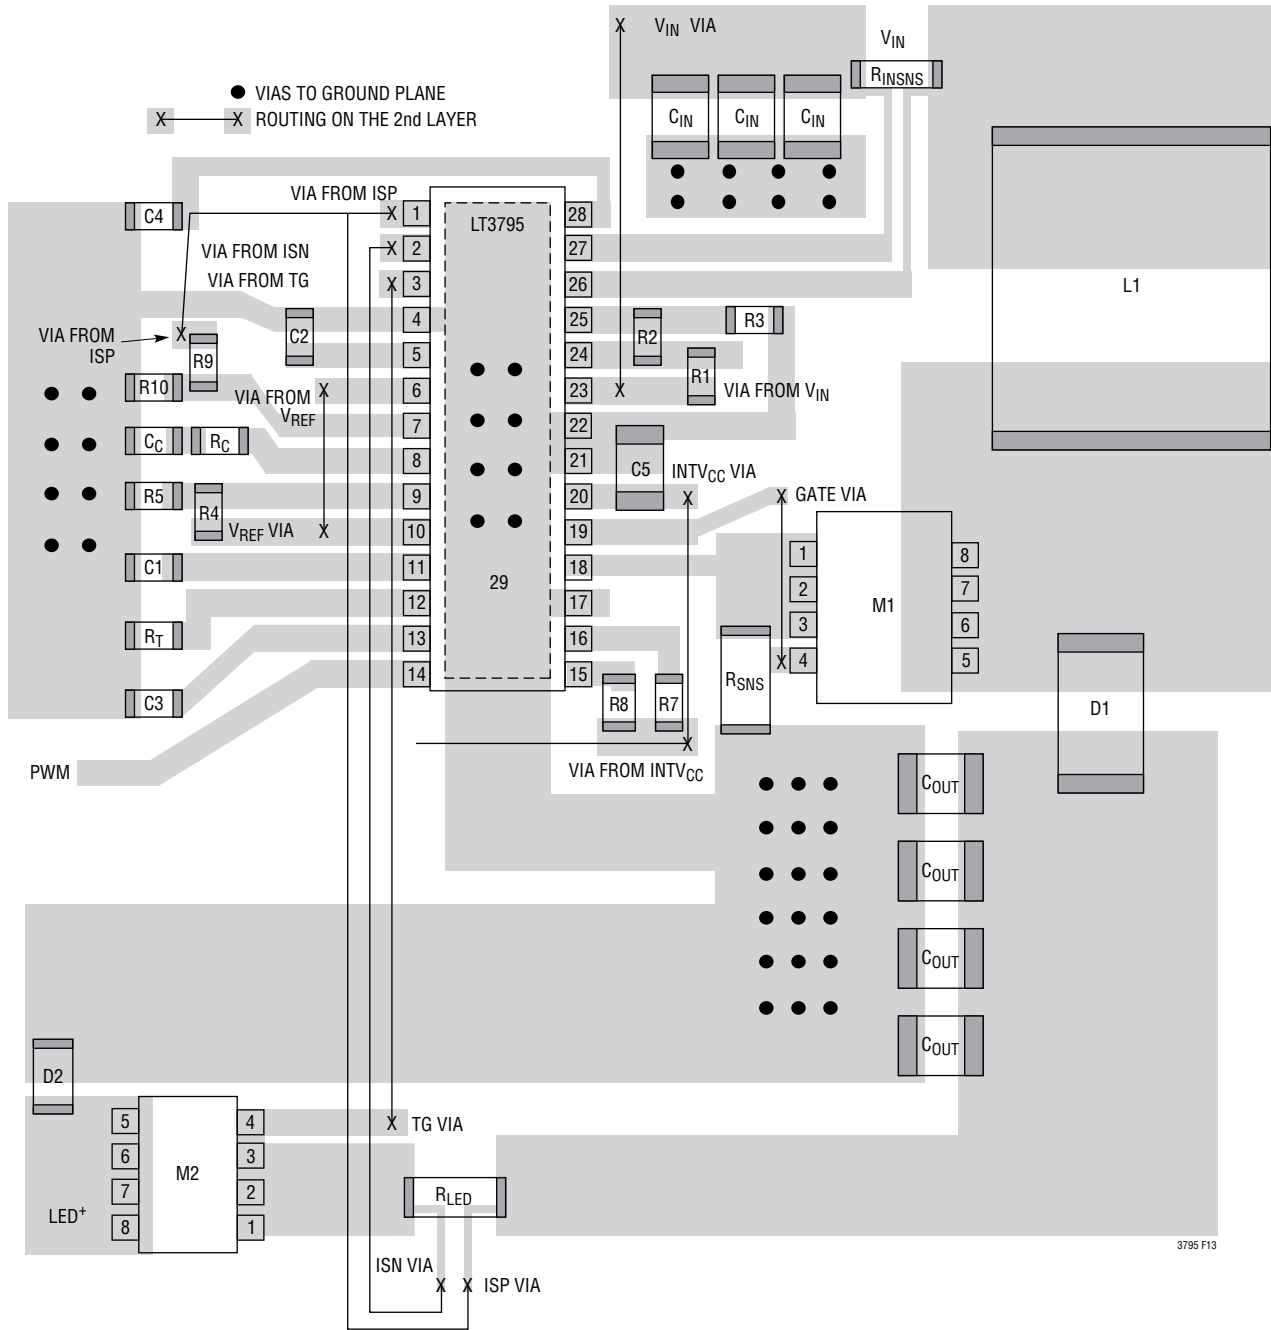 V_IN VIA
V_IN
R_INSNS
● VIAS TO GROUND PLANE
X X ROUTING ON THE 2nd LAYER
C_IN C_IN C_IN
VIA FROM ISP
C4
X 1
LT3795
28
VIA FROM ISN
X 2
27
VIA FROM TG
X 3
26
L1
4
25
R3
C2
R2
VIA FROM
ISP
X
R9
5
24
R1
R10
VIA FROM
V_REF
X
6
23
X VIA FROM V_IN
7
22
C_C R_C
8
21
C5
INTV_CC VIA
R5
R4
9
20
X
X GATE VIA
V_REF VIA X
10
19
C1
11
29
18
1 8
2 7
M1
3 6
X 4 5
12
17
R_T
13
16
R_SNS
14
15
C3
R8 R7
D1
X
PWM
VIA FROM INTV_CC
C_OUT
C_OUT
C_OUT
C_OUT
D2
5 4
X TG VIA
6 3
M2
7 2
R_LED
LED+
8 1
3795 F13
ISN VIA
X X ISP VIA